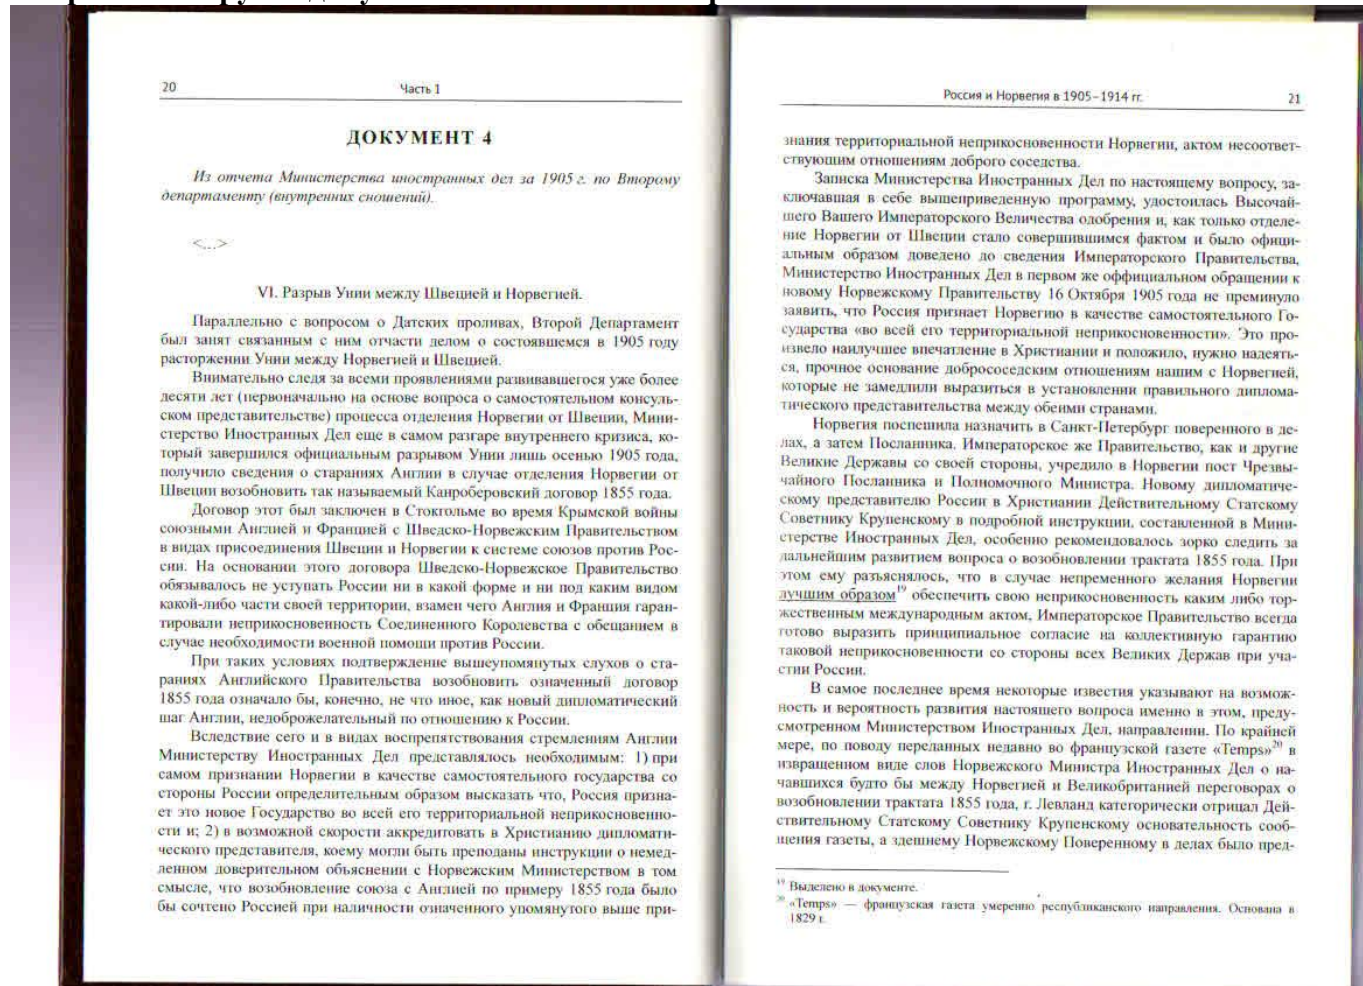 20
Часть 1
ДОКУМЕНТ 4
Из отчета Министерства иностранных дел за 1905 г. по Второму
департаменту (внутренних сношений).
<...>
VI. Разрыв Унии между Швецией и Норвегией.
Параллельно с вопросом о Датских проливах, Второй Департамент
был занят связанным с ним отчасти делом о состоявшемся в 1905 году
расторжении Унии между Норвегией и Швецией.
Внимательно следя за всеми проявлениями развивавшегося уже более
десяти лет (первоначально на основе вопроса о самостоятельном консуль-
ском представительстве) процесса отделения Норвегии от Швеции, Мини-
стерство Иностранных Дел еще в самом разгаре внутреннего кризиса, ко-
торый завершился официальным разрывом Унии лишь осенью 1905 года,
получило сведения о стараниях Англии в случае отделения Норвегии от
Швеции возобновить так называемый Канроберовский договор 1855 года.
Договор этот был заключен в Стокгольме во время Крымской войны
союзными Англией и Францией с Шведско-Норвежским Правительством
в видах присоединения Швеции и Норвегии к системе союзов против Рос-
сии. На основании этого договора Шведско-Норвежское Правительство
обязывалось не уступать России ни в какой форме и ни под каким видом
какой-либо части своей территории, взамен чего Англия и Франция гаран-
тировали неприкосновенность Соединенного Королевства с обещанием в
случае необходимости военной помощи против России.
При таких условиях подтверждение вышеупомянутых слухов о ста-
раниях Английского Правительства возобновить означенный договор
1855 года означало бы, конечно, не что иное, как новый дипломатический
шаг Англии, недоброжелательный по отношению к России.
Вследствие сего и в видах воспрепятствования стремлениям Англии
Министерству Иностранных Дел представлялось необходимым: 1) при
самом признании Норвегии в качестве самостоятельного государства со
стороны России определительным образом высказать что, Россия призна-
ет это новое Государство во всей его территориальной неприкосновенно-
сти и; 2) в возможной скорости аккредитовать в Христианию дипломати-
ческого представителя, коему могли быть преподаны инструкции о немед-
ленном доверительном объяснении с Норвежским Министерством в том
смысле, что возобновление союза с Англией по примеру 1855 года было
бы сочтено Россией при наличности означенного упомянутого выше при-
Россия и Норвегия в 1905–1914 гг.
21
знания территориальной неприкосновенности Норвегии, актом несоответ-
ствующим отношениям доброго соседства.
Записка Министерства Иностранных Дел по настоящему вопросу, за-
ключавшая в себе вышеприведенную программу, удостоилась Высочай-
шего Вашего Императорского Величества одобрения и, как только отделе-
ние Норвегии от Швеции стало совершившимся фактом и было офици-
альным образом доведено до сведения Императорского Правительства,
Министерство Иностранных Дел в первом же оффициальном обращении к
новому Норвежскому Правительству 16 Октября 1905 года не преминуло
заявить, что Россия признает Норвегию в качестве самостоятельного Го-
сударства «во всей его территориальной неприкосновенности». Это про-
извело наилучшее впечатление в Христиании и положило, нужно надеять-
ся, прочное основание добрососедским отношениям нашим с Норвегией,
которые не замедлили выразиться в установлении правильного диплома-
тического представительства между обеими странами.
Норвегия поспешила назначить в Санкт-Петербург поверенного в де-
лах, а затем Посланника. Императорское же Правительство, как и другие
Великие Державы со своей стороны, учредило в Норвегии пост Чрезвы-
чайного Посланника и Полномочного Министра. Новому дипломатиче-
скому представителю России в Христиании Действительному Статскому
Советнику Крупенскому в подробной инструкции, составленной в Мини-
стерстве Иностранных Дел, особенно рекомендовалось зорко следить за
дальнейшим развитием вопроса о возобновлении трактата 1855 года. При
этом ему разъяснялось, что в случае непременного желания Норвегии
лучшим образом¹⁹ обеспечить свою неприкосновенность каким либо тор-
жественным международным актом, Императорское Правительство всегда
готово выразить принципиальное согласие на коллективную гарантию
таковой неприкосновенности со стороны всех Великих Держав при уча-
стии России.
В самое последнее время некоторые известия указывают на возмож-
ность и вероятность развития настоящего вопроса именно в этом, преду-
смотренном Министерством Иностранных Дел, направлении. По крайней
мере, по поводу переданных недавно во французской газете «Temps»²⁰ в
извращенном виде слов Норвежского Министра Иностранных Дел о на-
чавшихся будто бы между Норвегией и Великобританией переговорах о
возобновлении трактата 1855 года, г. Левланд категорически отрицал Дей-
ствительному Статскому Советнику Крупенскому основательность сооб-
щения газеты, а здешнему Норвежскому Поверенному в делах было пред-
¹⁹ Выделено в документе.
²⁰ «Temps» — французская газета умеренно республиканского направления. Основана в
1829 г.